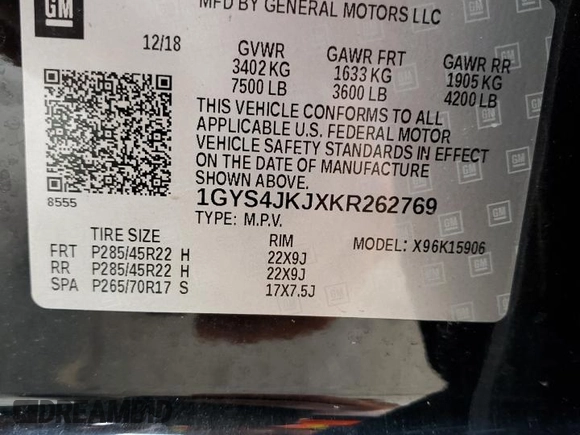 GM
MFD BY GENERAL MOTORS LLC
12/18
GVWR GAWR FRT GAWR RR
3402 KG 1633 KG 1905 KG
7500 LB 3600 LB 4200 LB
THIS VEHICLE CONFORMS TO ALL
APPLICABLE U.S. FEDERAL MOTOR
VEHICLE SAFETY STANDARDS IN EFFECT
ON THE DATE OF MANUFACTURE
SHOWN ABOVE.
8555
1GYS4JKJXKR262769
TYPE: M.P.V.
TIRE SIZE RIM MODEL: X96K15906
FRT P285/45R22 H 22X9J
RR P285/45R22 H 22X9J
SPA P265/70R17 S 17X7.5J